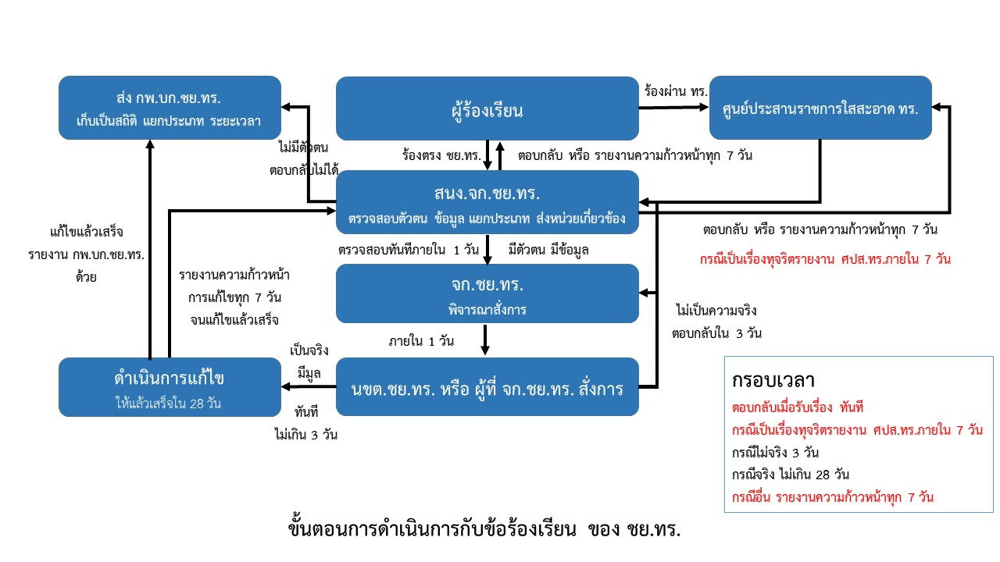 ส่ง กพ.บก.ชย.ทร.
เก็บเป็นสถิติ แยกประเภท ระยะเวลา
ผู้ร้องเรียน
ร้องผ่าน ทร.
ศูนย์ประสานราชการใสสะอาด ทร.
ไม่มีตัวตน
ตอบกลับไม่ได้
ร้องตรง ชย.ทร.
ตอบกลับ หรือ รายงานความก้าวหน้าทุก 7 วัน
สนง.จก.ชย.ทร.
ตรวจสอบตัวตน ข้อมูล แยกประเภท ส่งหน่วยเกี่ยวข้อง
ตอบกลับ หรือ รายงานความก้าวหน้าทุก 7 วัน
กรณีเป็นเรื่องทุจริตรายงาน ศปส.ทร.ภายใน 7 วัน
แก้ไขแล้วเสร็จ
รายงาน กพ.บก.ชย.ทร.
ด้วย
ตรวจสอบทันทีภายใน 1 วัน
มีตัวตน มีข้อมูล
รายงานความก้าวหน้า
การแก้ไขทุก 7 วัน
จนแก้ไขแล้วเสร็จ
จก.ชย.ทร.
พิจารณาสั่งการ
ไม่เป็นความจริง
ตอบกลับใน 3 วัน
ภายใน 1 วัน
เป็นจริง
มีมูล
ดำเนินการแก้ไข
ให้แล้วเสร็จใน 28 วัน
นขต.ชย.ทร. หรือ ผู้ที่ จก.ชย.ทร. สั่งการ
ทันที
ไม่เกิน 3 วัน
กรอบเวลา
ตอบกลับเมื่อรับเรื่อง ทันที
กรณีเป็นเรื่องทุจริตรายงาน ศปส.ทร.ภายใน 7 วัน
กรณีไม่จริง 3 วัน
กรณีจริง ไม่เกิน 28 วัน
กรณีอื่น รายงานความก้าวหน้าทุก 7 วัน
ขั้นตอนการดำเนินการกับข้อร้องเรียน ของ ชย.ทร.